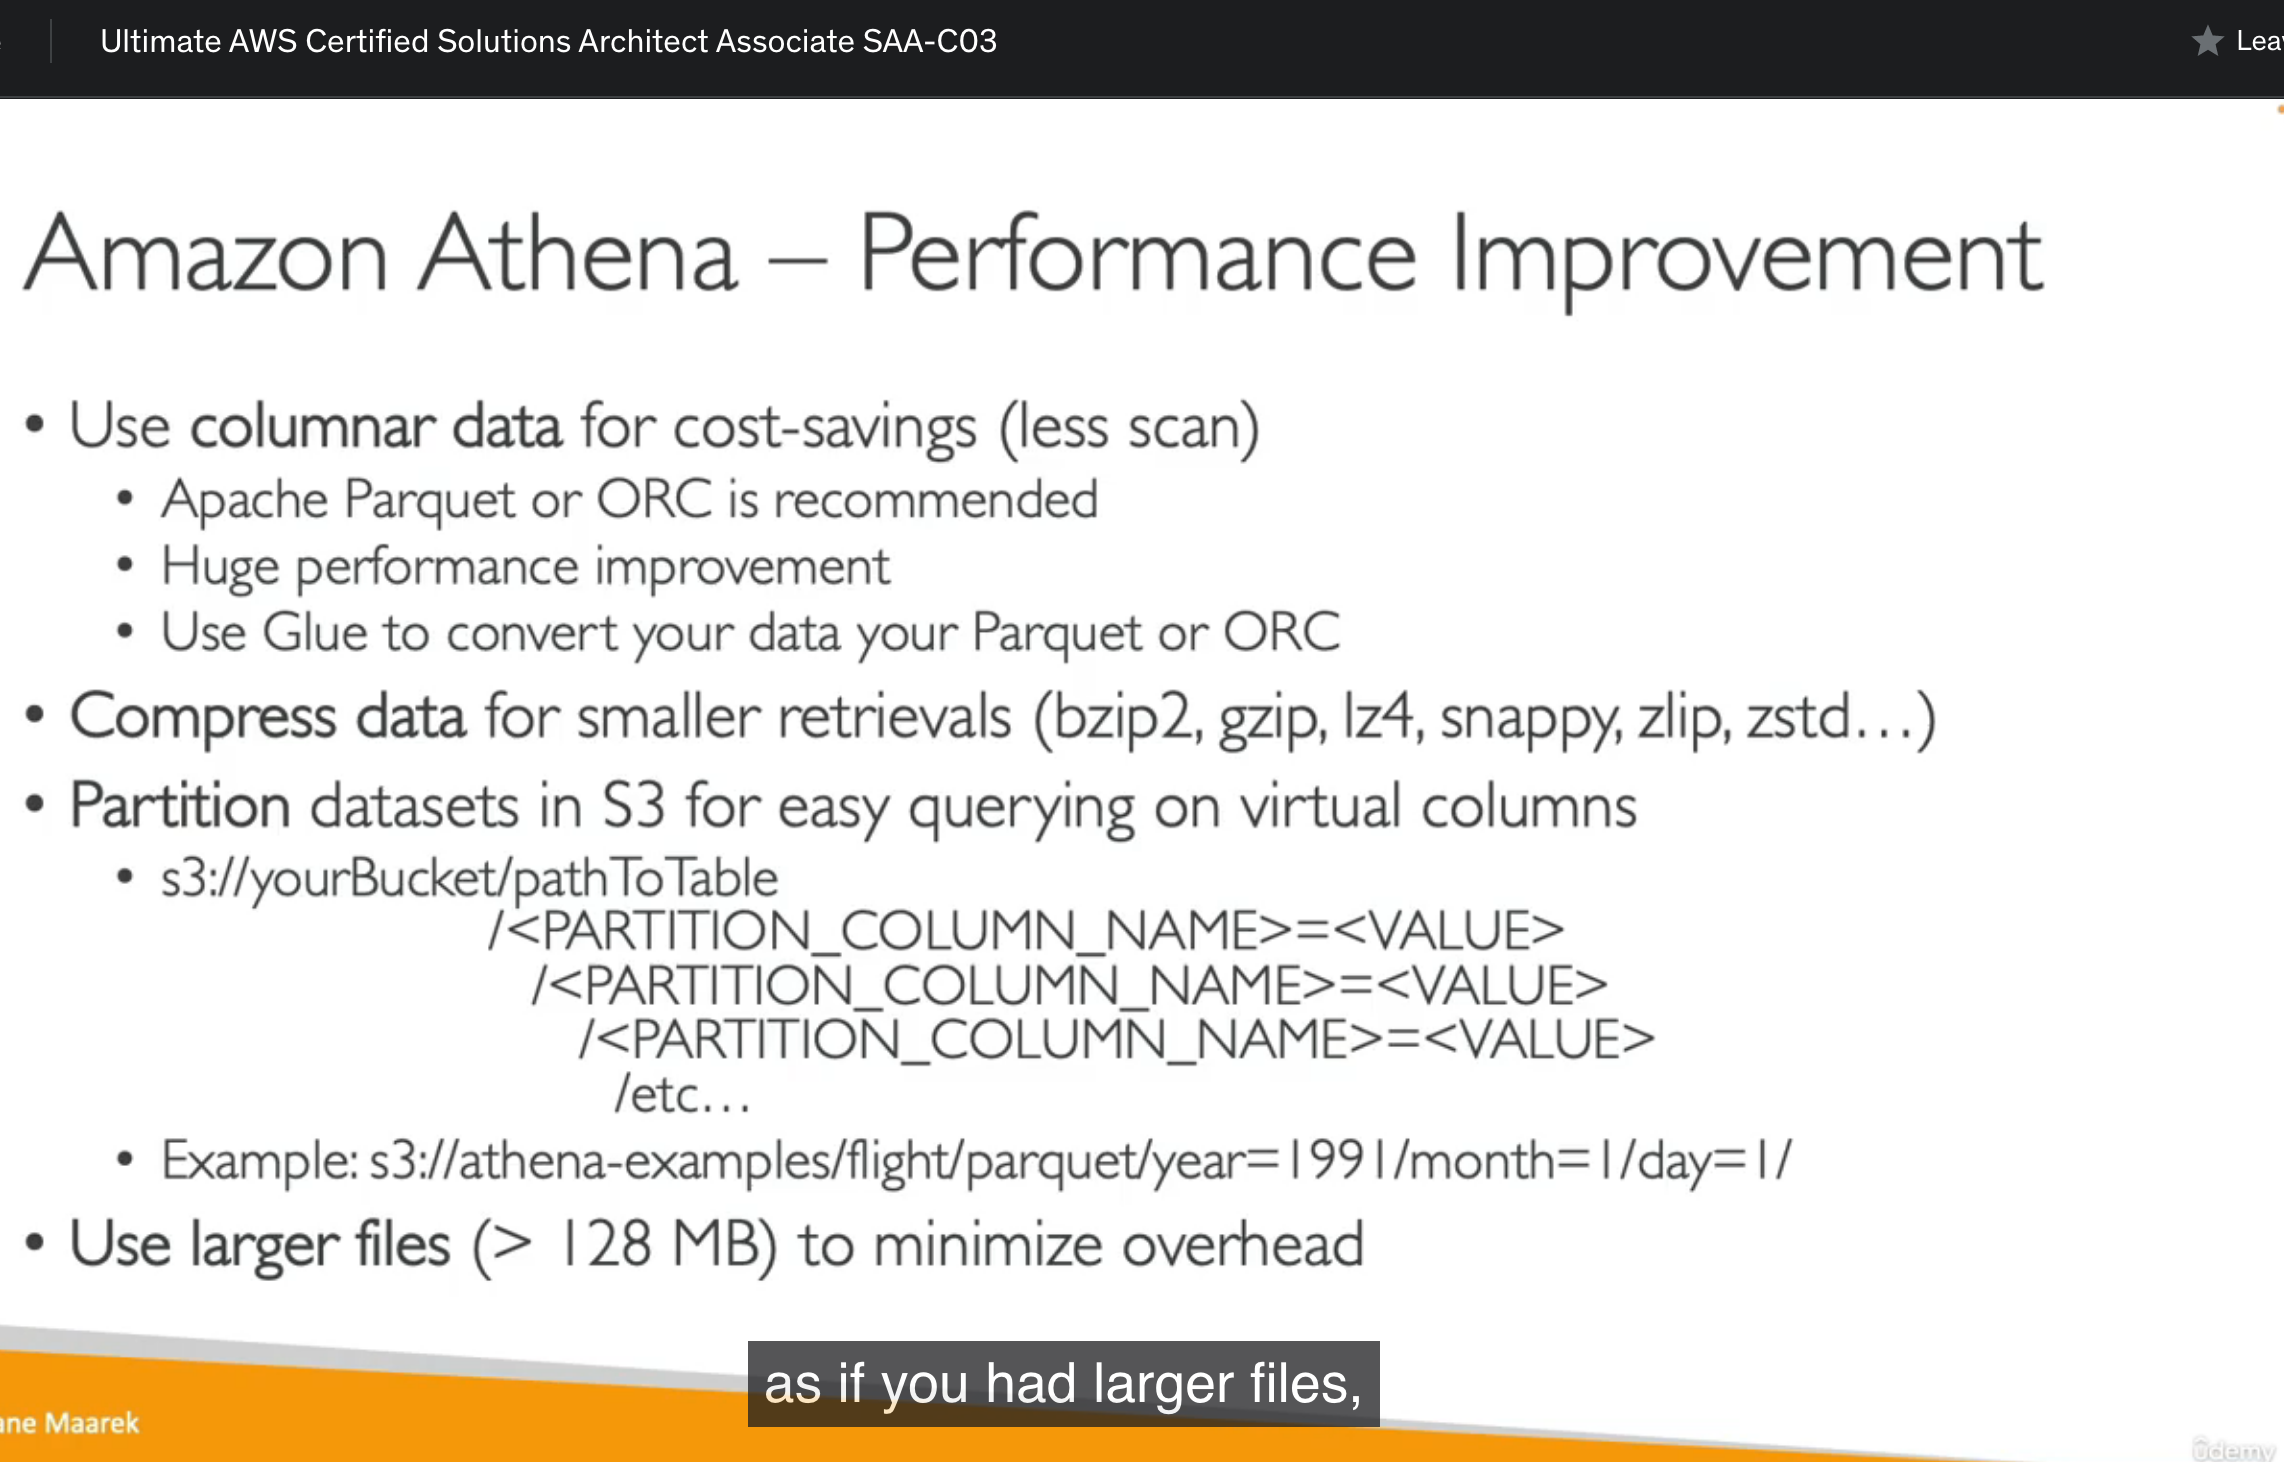 Ultimate AWS Certified Solutions Architect Associate SAA-C03
Amazon Athena – Performance Improvement
• Use columnar data for cost-savings (less scan)
• Apache Parquet or ORC is recommended
• Huge performance improvement
• Use Glue to convert your data your Parquet or ORC
• Compress data for smaller retrievals (bzip2, gzip, lz4, snappy, zlip, zstd…)
• Partition datasets in S3 for easy querying on virtual columns
• s3://yourBucket/pathToTable
/<PARTITION_COLUMN_NAME>=<VALUE>
/<PARTITION_COLUMN_NAME>=<VALUE>
/<PARTITION_COLUMN_NAME>=<VALUE>
/etc…
• Example: s3://athena-examples/flight/parquet/year=1991/month=1/day=1/
• Use larger files (> 128 MB) to minimize overhead
as if you had larger files,
Maarek
udemy